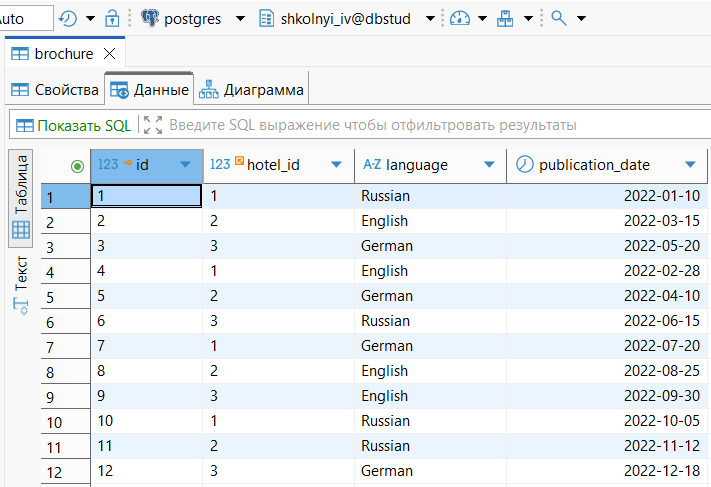 Auto postgres shkolnyi_iv@dbstud
brochure
Свойства Данные Диаграмма
Показать SQL Введите SQL выражение чтобы отфильтровать результаты
Таблица
Текст
123 id 123 hotel_id A-Z language publication_date
1 1 1 Russian 2022-01-10
2 2 2 English 2022-03-15
3 3 3 German 2022-05-20
4 4 1 English 2022-02-28
5 5 2 German 2022-04-10
6 6 3 Russian 2022-06-15
7 7 1 German 2022-07-20
8 8 2 English 2022-08-25
9 9 3 English 2022-09-30
10 10 1 Russian 2022-10-05
11 11 2 Russian 2022-11-12
12 12 3 German 2022-12-18